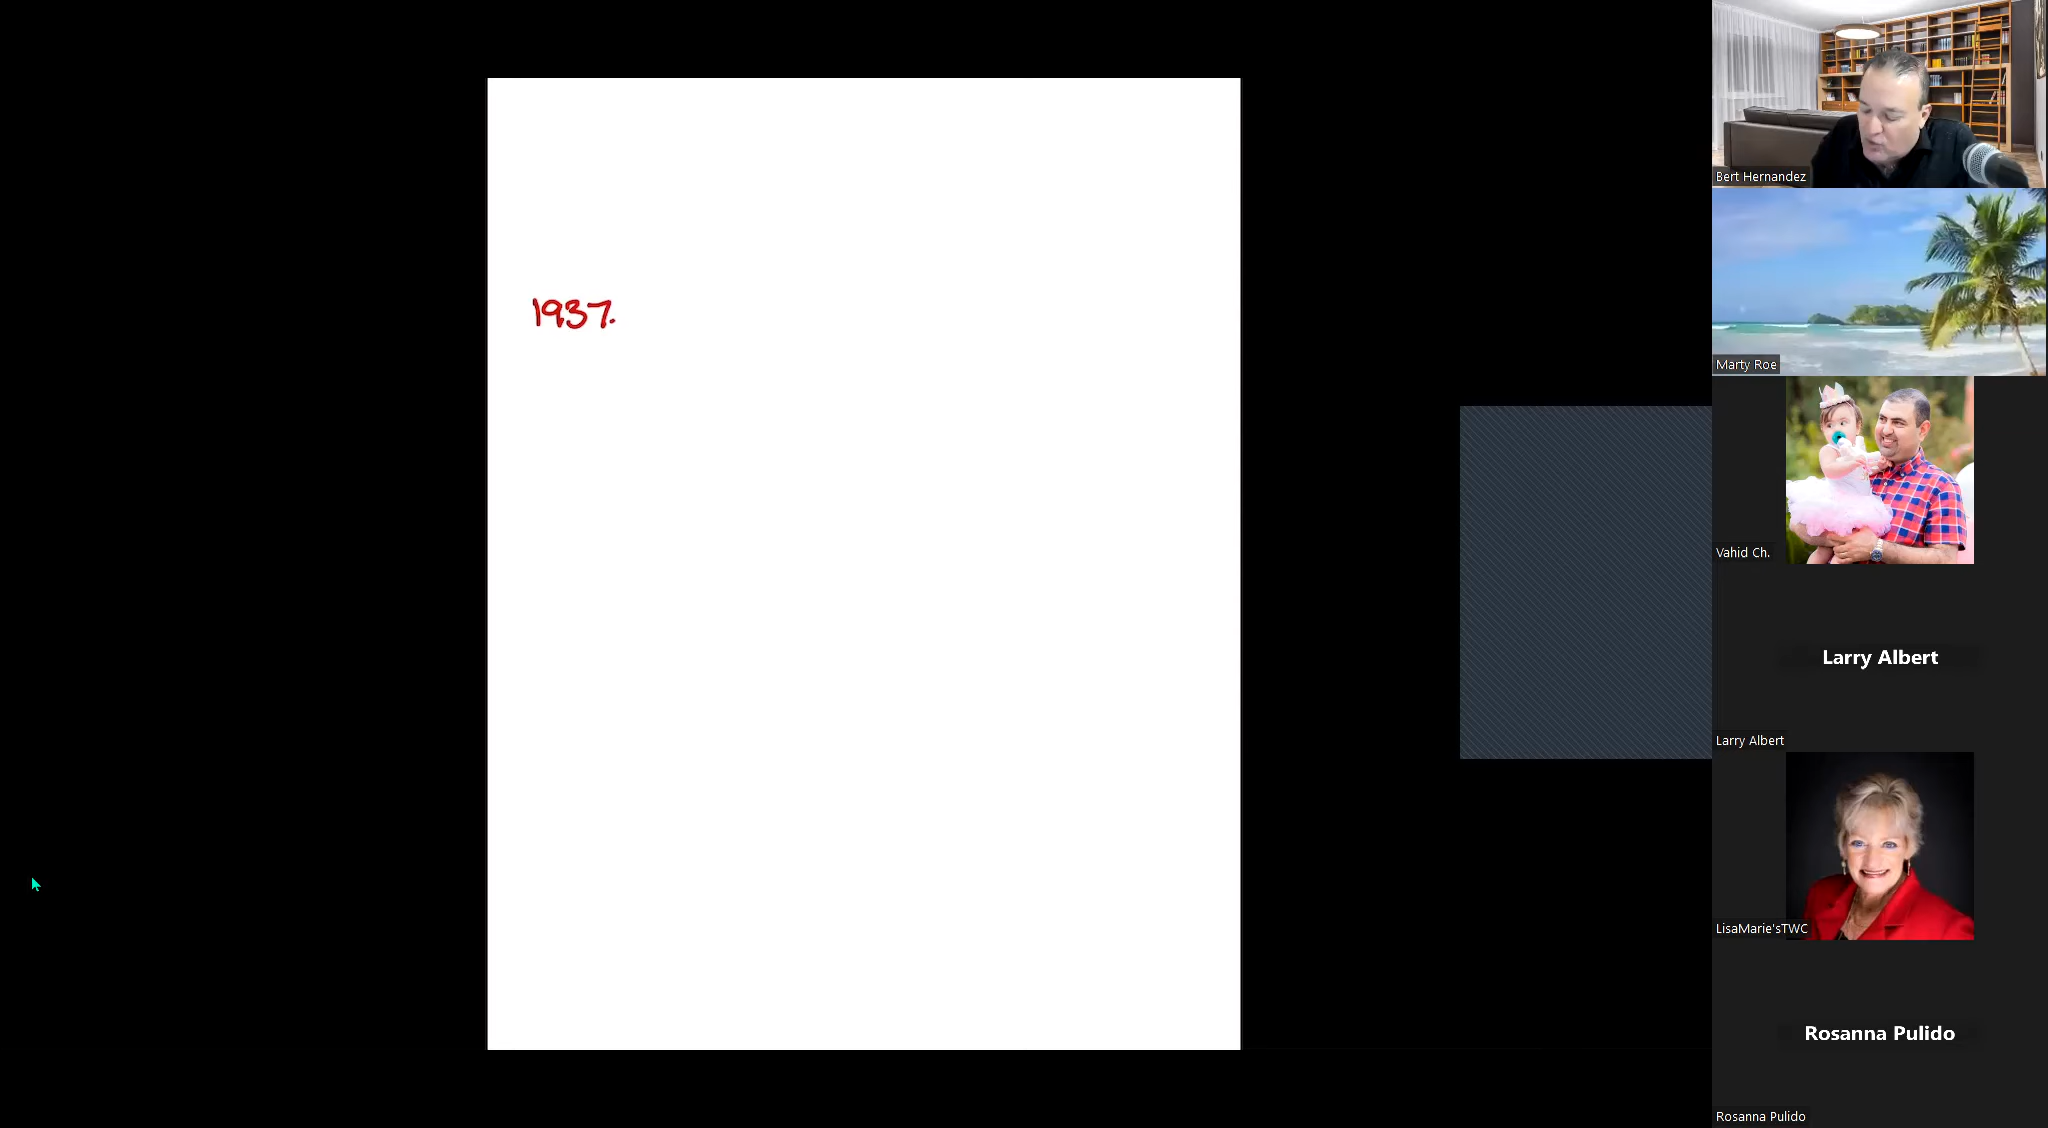 1937.
Bert Hernandez
Marty Roe
Vahid Ch.
Larry Albert
Larry Albert
LisaMarie'sTWC
Rosanna Pulido
Rosanna Pulido